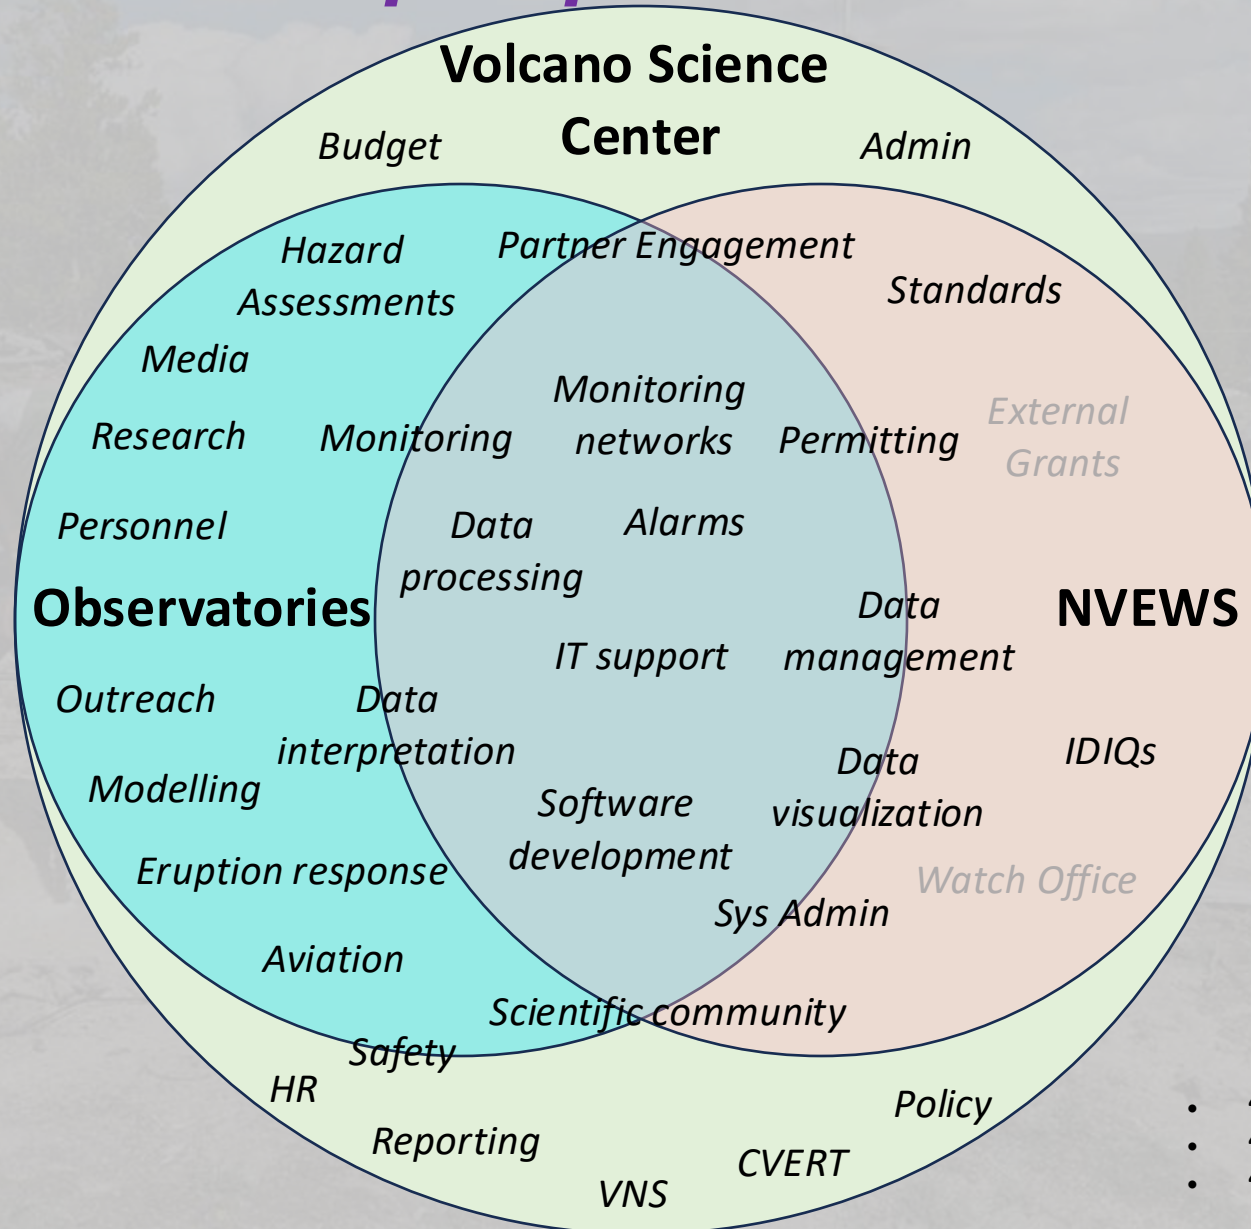 Volcano Science
Center
Budget
Admin
Hazard
Assessments
Partner Engagement
Standards
Media
Monitoring
networks
External
Grants
Research
Monitoring
Permitting
Personnel
Data
processing
Alarms
Observatories
Data
management
NVEWS
IT support
Outreach
Data
interpretation
Data
visualization
IDIQs
Modelling
Software
development
Eruption response
Watch Office
Sys Admin
Aviation
Scientific community
Safety
HR
Policy
Reporting
CVERT
VNS